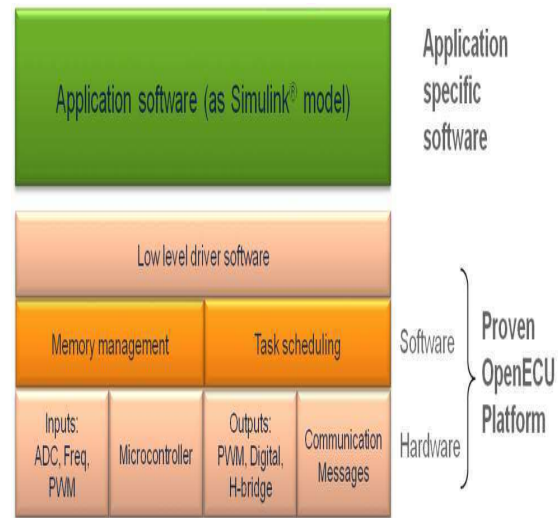 Application software (as Simulink® model)
Application
specific
software
Low level driver software
Memory management
Task scheduling
Software
Proven
OpenECU
Platform
Inputs:
ADC, Freq,
PWM
Microcontroller
Outputs:
PWM, Digital,
H-bridge
Communication
Messages
Hardware